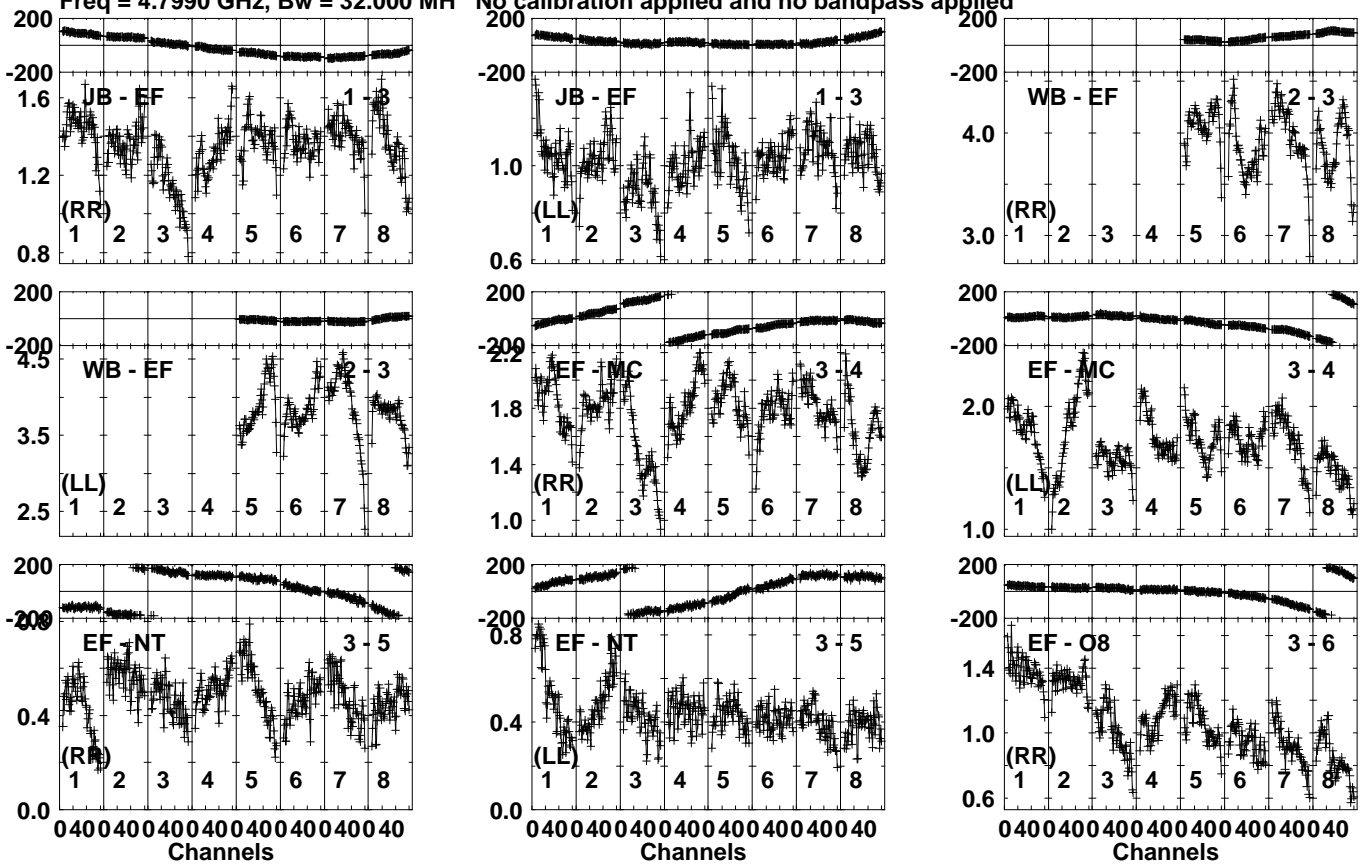 Freq = 4.7990 GHz, Bw = 32.000 MH No calibration applied and no bandpass applied
200 200 200
-200 -200 -200
JB - EF 1 - 3 JB - EF 1 - 3 WB - EF 2 - 3
1.6 1.2 0.8
1.0 0.6
4.0 3.0
(RR) (LL) (RR)
1 2 3 4 5 6 7 8 1 2 3 4 5 6 7 8 1 2 3 4 5 6 7 8
200 200 200
-200 -200 -200
WB - EF 2 - 3 EF - MC 3 - 4 EF - MC 3 - 4
4.5 3.5 2.5
2.2 1.8 1.4 1.0
2.0 1.0
(LL) (RR) (LL)
1 2 3 4 5 6 7 8 1 2 3 4 5 6 7 8 1 2 3 4 5 6 7 8
200 200 200
-200 -200 -200
EF - NT 3 - 5 EF - NT 3 - 5 EF - O8 3 - 6
0.8 0.4 0.0
0.8 0.4 0.0
1.4 1.0 0.6
(RR) (LL) (RR)
1 2 3 4 5 6 7 8 1 2 3 4 5 6 7 8 1 2 3 4 5 6 7 8
0 40 0 40 0 40 0 40 0 40 0 40 0 40 0 40 0 40 0 40 0 40 0 40 0 40 0 40 0 40 0 40 0 40 0 40 0 40 0 40 0 40 0 40 0 40 0 40
Channels Channels Channels